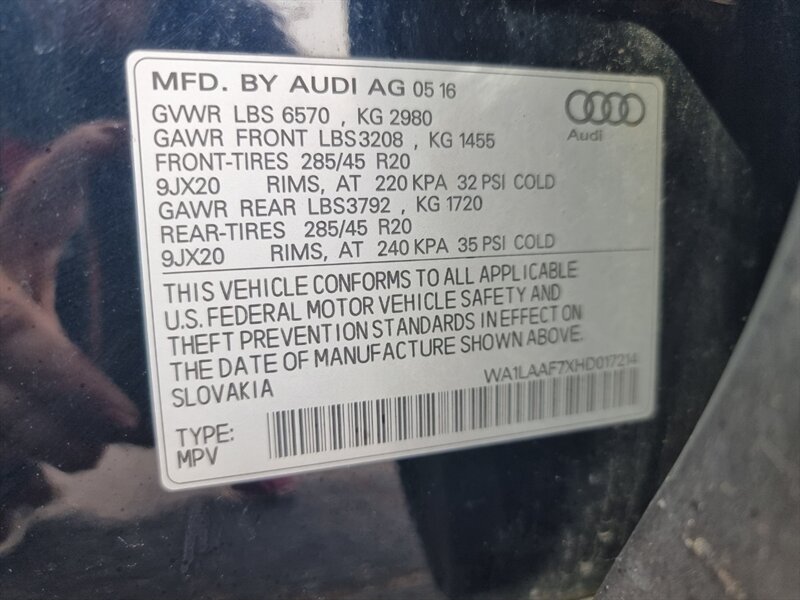 MFD. BY AUDI AG 05 16
Audi
GVWR LBS 6570 , KG 2980
GAWR FRONT LBS3208 , KG 1455
FRONT-TIRES 285/45 R20
9JX20 RIMS, AT 220 KPA 32 PSI COLD
GAWR REAR LBS3792 , KG 1720
REAR-TIRES 285/45 R20
9JX20 RIMS, AT 240 KPA 35 PSI COLD
THIS VEHICLE CONFORMS TO ALL APPLICABLE
U.S. FEDERAL MOTOR VEHICLE SAFETY AND
THEFT PREVENTION STANDARDS IN EFFECT ON
THE DATE OF MANUFACTURE SHOWN ABOVE.
SLOVAKIA WA1LAAF7XHD017214
TYPE:
MPV